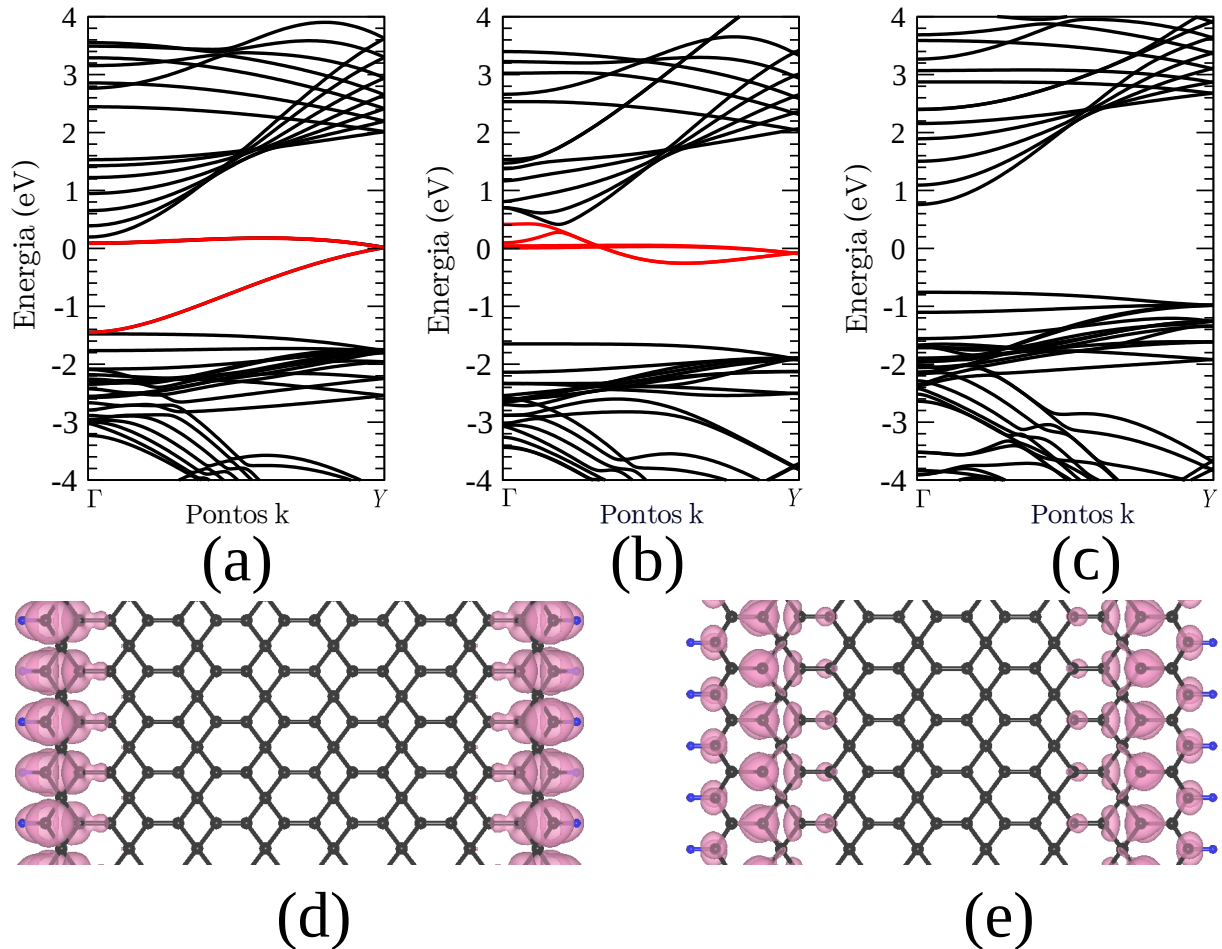 4 4 4
3 3 3
2 2 2
1 1 1
0 0 0
-1 -1 -1
-2 -2 -2
-3 -3 -3
-4 -4 -4
Energia (eV) Energia (eV) Energia (eV)
Γ Y Γ Y Γ Y
Pontos k Pontos k Pontos k
(a) (b) (c)
(d) (e)